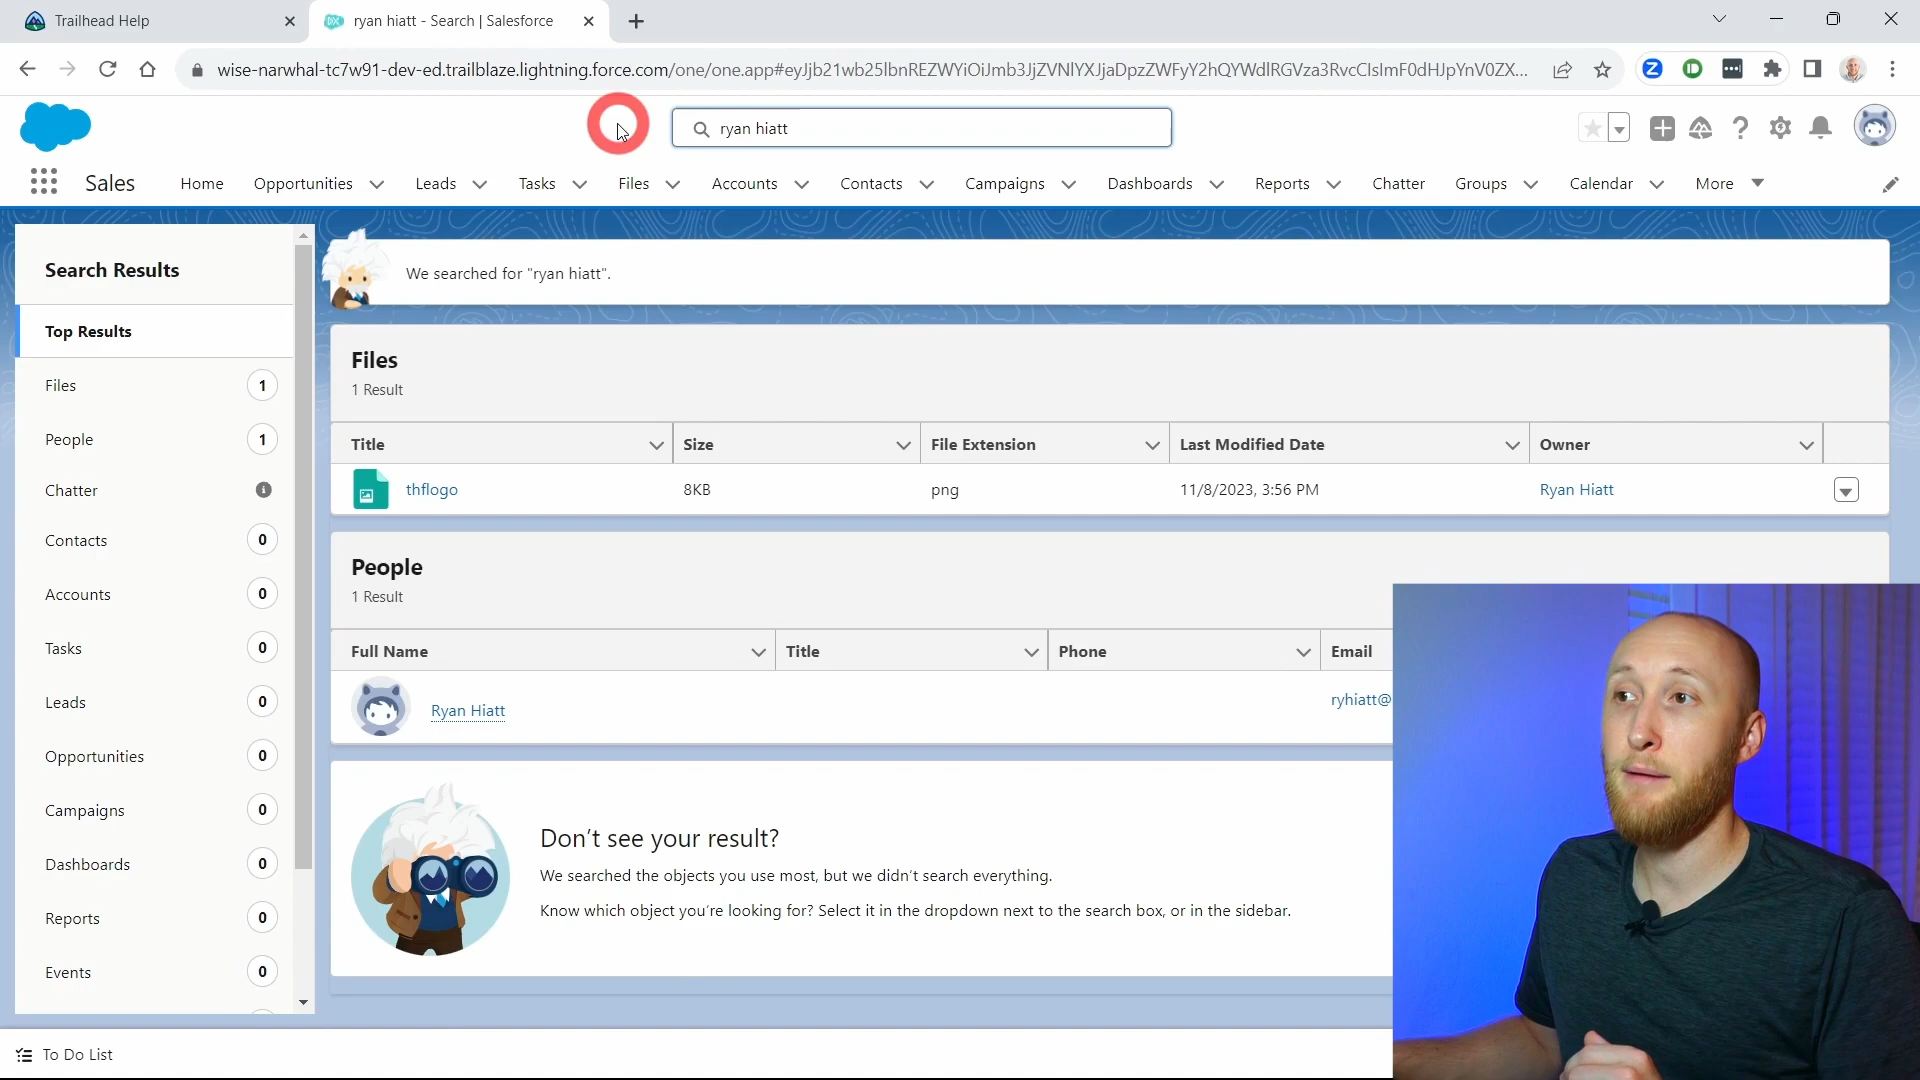 Trailhead Help
ryan hiatt - Search | Salesforce
wise-narwhal-tc7w91-dev-ed.trailblaze.lightning.force.com/one/one.app#eyJjb21wb25lbnREZWYiOiJmb3JjZVNlYXJjaDpzZWFyY2hQYWdlRGVza3RvcCIsImF0dHJpYnV0ZX...
ryan hiatt
Sales
Home
Opportunities
Leads
Tasks
Files
Accounts
Contacts
Campaigns
Dashboards
Reports
Chatter
Groups
Calendar
More
Search Results
Top Results
Files 1
People 1
Chatter
Contacts 0
Accounts 0
Tasks 0
Leads 0
Opportunities 0
Campaigns 0
Dashboards 0
Reports 0
Events 0
We searched for "ryan hiatt".
Files
1 Result
Title Size File Extension Last Modified Date Owner
thflogo 8KB png 11/8/2023, 3:56 PM Ryan Hiatt
People
1 Result
Full Name Title Phone Email
Ryan Hiatt ryhiatt@
Don't see your result?
We searched the objects you use most, but we didn't search everything.
Know which object you're looking for? Select it in the dropdown next to the search box, or in the sidebar.
To Do List